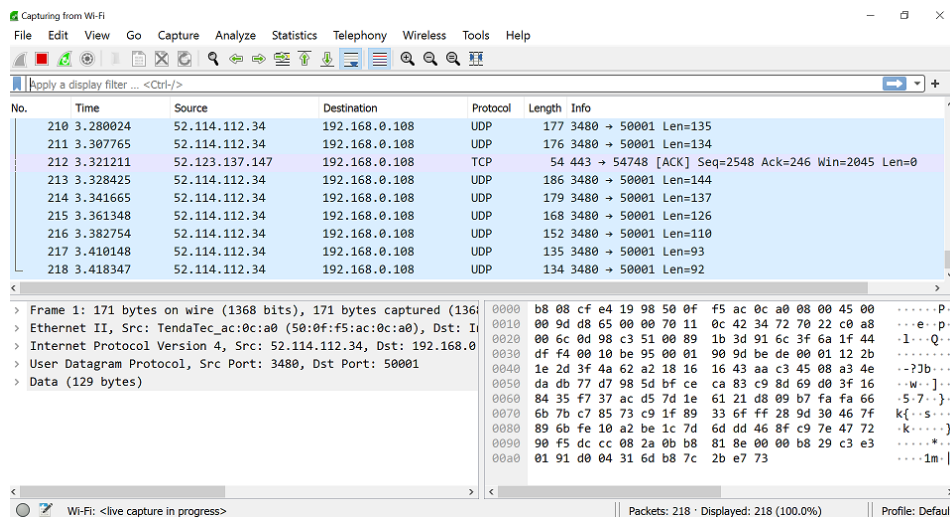 Capturing from Wi-Fi
File Edit View Go Capture Analyze Statistics Telephony Wireless Tools Help
Apply a display filter ... <Ctrl-/>
No. Time Source Destination Protocol Length Info
210 3.280024 52.114.112.34 192.168.0.108 UDP 177 3480 → 50001 Len=135
211 3.307765 52.114.112.34 192.168.0.108 UDP 176 3480 → 50001 Len=134
212 3.321211 52.123.137.147 192.168.0.108 TCP 54 443 → 54748 [ACK] Seq=2548 Ack=246 Win=2045 Len=0
213 3.328425 52.114.112.34 192.168.0.108 UDP 186 3480 → 50001 Len=144
214 3.341665 52.114.112.34 192.168.0.108 UDP 179 3480 → 50001 Len=137
215 3.361348 52.114.112.34 192.168.0.108 UDP 168 3480 → 50001 Len=126
216 3.382754 52.114.112.34 192.168.0.108 UDP 152 3480 → 50001 Len=110
217 3.410148 52.114.112.34 192.168.0.108 UDP 135 3480 → 50001 Len=93
218 3.418347 52.114.112.34 192.168.0.108 UDP 134 3480 → 50001 Len=92
Frame 1: 171 bytes on wire (1368 bits), 171 bytes captured (136
Ethernet II, Src: TendaTec_ac:0c:a0 (50:0f:f5:ac:0c:a0), Dst: I
Internet Protocol Version 4, Src: 52.114.112.34, Dst: 192.168.0
User Datagram Protocol, Src Port: 3480, Dst Port: 50001
Data (129 bytes)
0000 b8 08 cf e4 19 98 50 0f f5 ac 0c a0 08 00 45 00 ······P·
0010 00 9d d8 65 00 00 70 11 0c 42 34 72 70 22 c0 a8 ···e··p·
0020 00 6c 0d 98 c3 51 00 89 1b 3d 91 6c 3f 6a 1f 44 ·l···Q··
0030 df f4 00 10 be 95 00 01 90 9d be de 00 01 12 2b
0040 1e 2d 3f 4a 62 a2 18 16 16 43 aa c3 45 08 a3 4e ·-?Jb···
0050 da db 77 d7 98 5d bf ce ca 83 c9 8d 69 d0 3f 16 ··w··]··
0060 84 35 f7 37 ac d5 7d 1e 61 21 d8 09 b7 fa fa 66 ·5·7··}·
0070 6b 7b c7 85 73 c9 1f 89 33 6f ff 28 9d 30 46 7f k{··s···
0080 89 6b fe 10 a2 be 1c 7d 6d dd 46 8f c9 7e 47 72 ·k·····}
0090 90 f5 dc cc 08 2a 0b b8 81 8e 00 00 b8 29 c3 e3 ·····*··
00a0 01 91 d0 04 31 6d b8 7c 2b e7 73 ····1m·|
Wi-Fi: <live capture in progress> Packets: 218 · Displayed: 218 (100.0%) Profile: Defau